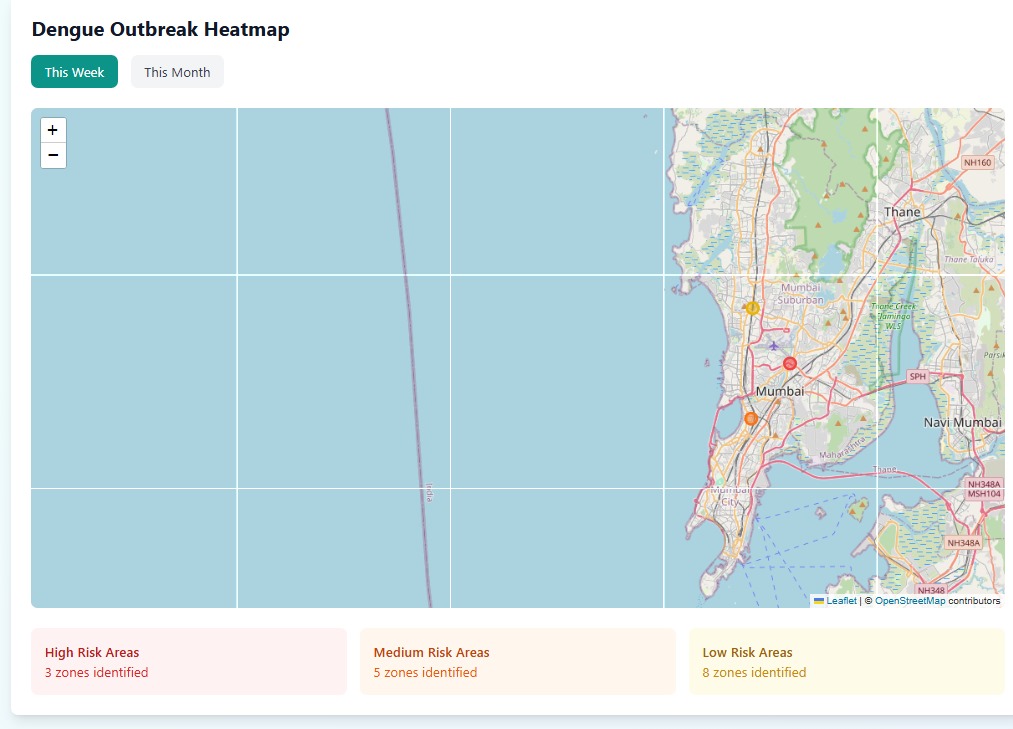 Dengue Outbreak Heatmap
This Week
This Month
+
−
NH160
Thane
Thane Taluka
Mumbai
Suburban
Thane Creek
Flamingo
WLS
SPH
Mumbai
Navi Mumbai
Maharashtra
Thane
India
Mumbai
City
NH348A
MSH104
NH348A
NH348
Leaflet | © OpenStreetMap contributors
High Risk Areas
3 zones identified
Medium Risk Areas
5 zones identified
Low Risk Areas
8 zones identified